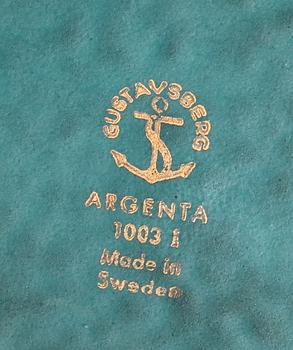 GUSTAVSBERG
ARGENTA
1003 i
Made in
Sweden